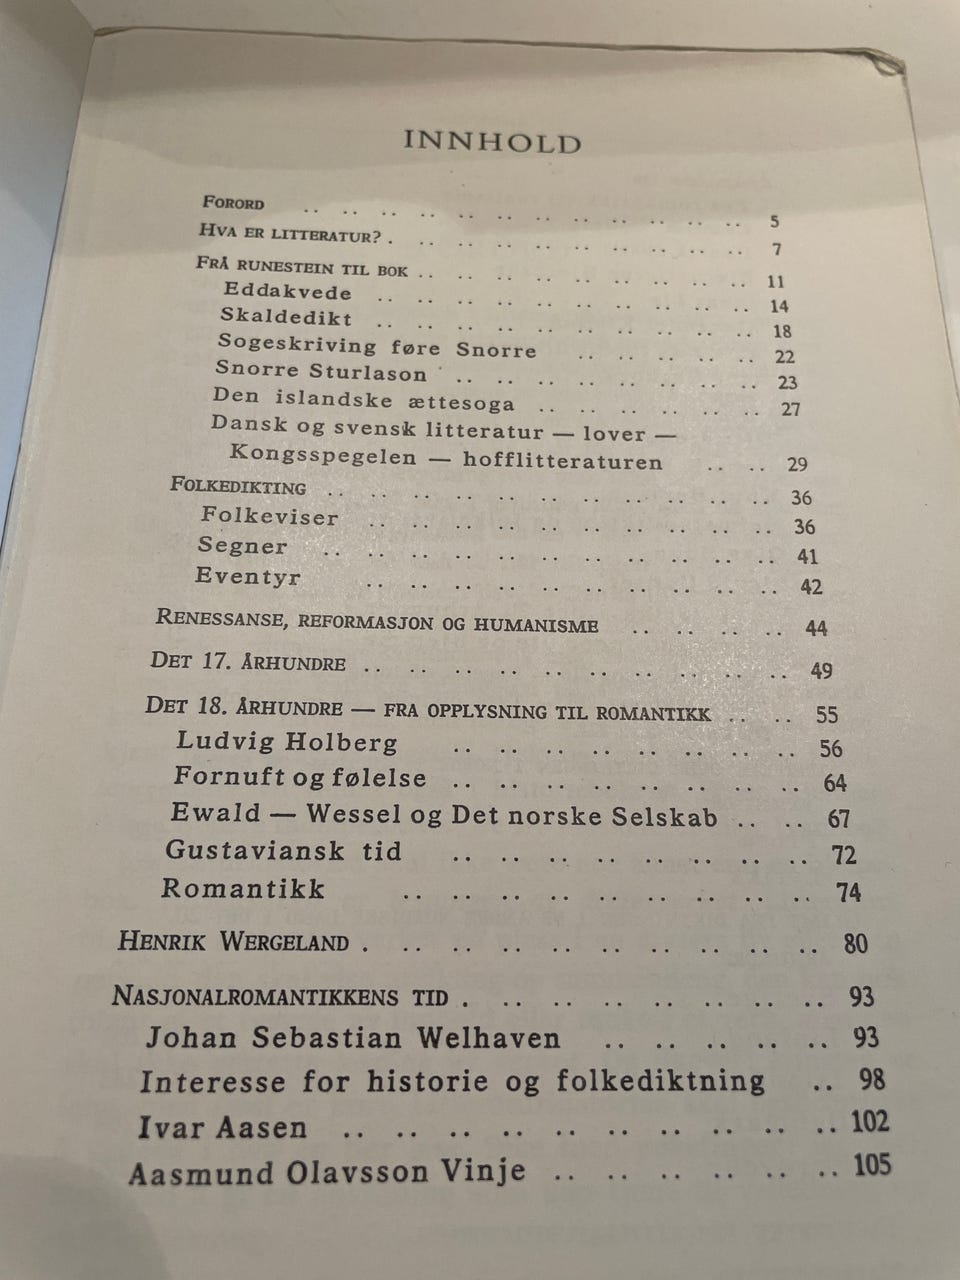 INNHOLD
FORORD .. .. .. .. .. .. .. .. .. .. .. .. 5
HVA ER LITTERATUR? . .. .. .. .. .. .. .. .. .. 7
FRÅ RUNESTEIN TIL BOK .. .. .. .. .. .. .. .. .. 11
Eddakvede .. .. .. .. .. .. .. .. .. .. 14
Skaldedikt .. .. .. .. .. .. .. .. .. .. 18
Sogeskriving føre Snorre .. .. .. .. .. 22
Snorre Sturlason .. .. .. .. .. .. .. .. 23
Den islandske ættesoga .. .. .. .. .. .. 27
Dansk og svensk litteratur — lover —
Kongsspegelen — hofflitteraturen .. .. 29
FOLKEDIKTING .. .. .. .. .. .. .. .. .. .. .. 36
Folkeviser .. .. .. .. .. .. .. .. .. .. 36
Segner .. .. .. .. .. .. .. .. .. .. .. 41
Eventyr .. .. .. .. .. .. .. .. .. .. 42
RENESSANSE, REFORMASJON OG HUMANISME .. .. .. .. 44
DET 17. ÅRHUNDRE .. .. .. .. .. .. .. .. .. .. 49
DET 18. ÅRHUNDRE — FRA OPPLYSNING TIL ROMANTIKK .. .. 55
Ludvig Holberg .. .. .. .. .. .. .. .. 56
Fornuft og følelse .. .. .. .. .. .. .. .. 64
Ewald — Wessel og Det norske Selskab .. .. 67
Gustaviansk tid .. .. .. .. .. .. .. .. 72
Romantikk .. .. .. .. .. .. .. .. .. 74
HENRIK WERGELAND . .. .. .. .. .. .. .. .. .. 80
NASJONALROMANTIKKENS TID . .. .. .. .. .. .. .. 93
Johan Sebastian Welhaven .. .. .. .. .. 93
Interesse for historie og folkediktning .. 98
Ivar Aasen .. .. .. .. .. .. .. .. .. .. 102
Aasmund Olavsson Vinje .. .. .. .. .. .. 105